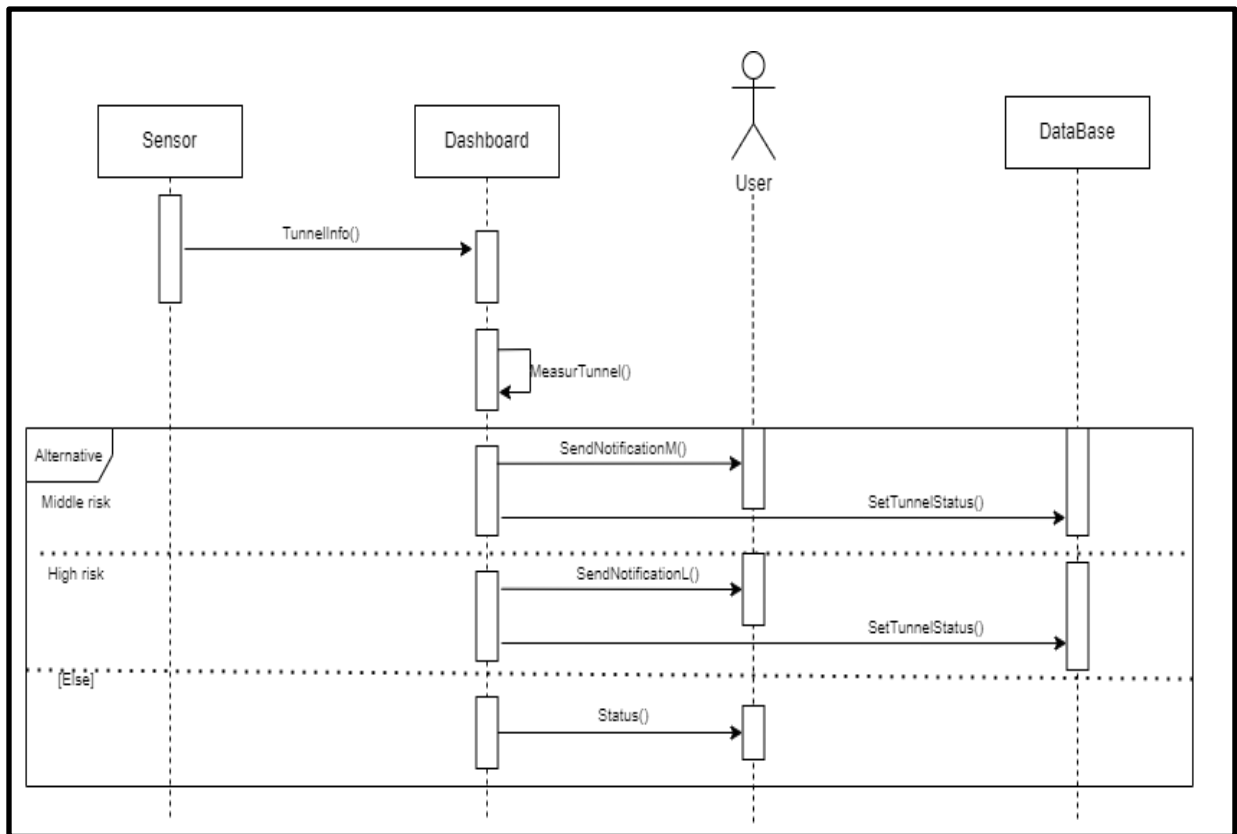 Sensor
Dashboard
User
DataBase
TunnelInfo()
MeasurTunnel()
Alternative
SendNotificationM()
Middle risk
SetTunnelStatus()
High risk
SendNotificationL()
SetTunnelStatus()
[Else]
Status()